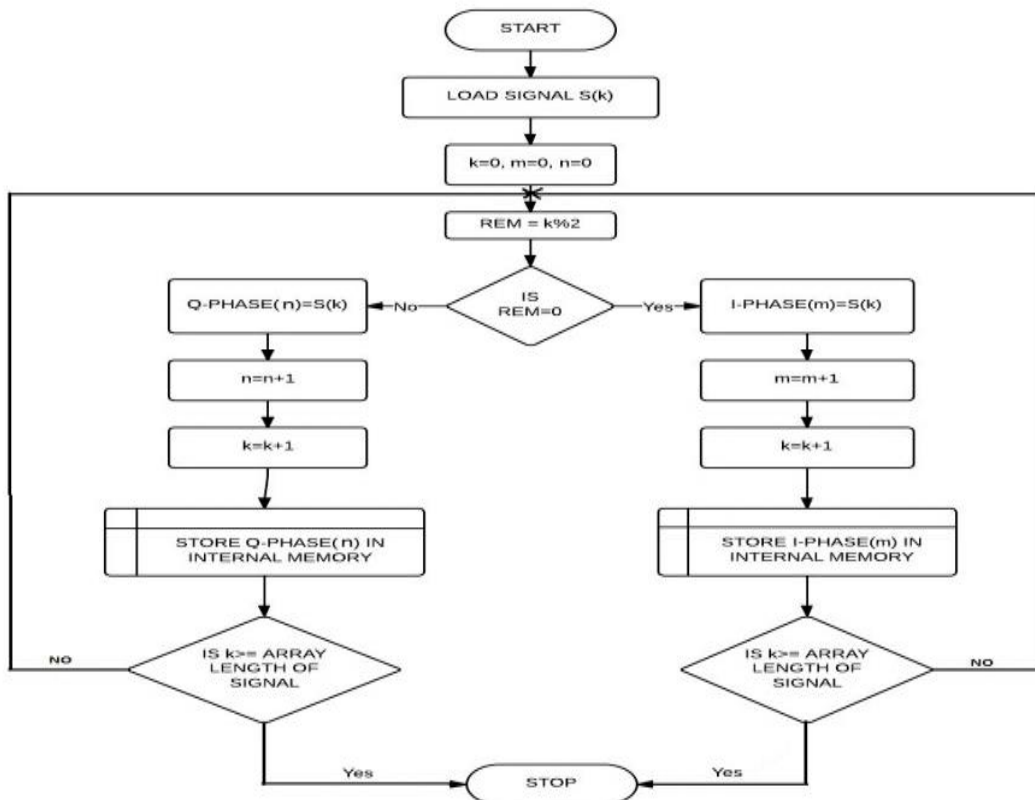 START
LOAD SIGNAL S(k)
k=0, m=0, n=0
REM = k%2
IS
REM=0
No
Yes
Q-PHASE(n)=S(k)
I-PHASE(m)=S(k)
n=n+1
m=m+1
k=k+1
k=k+1
STORE Q-PHASE(n) IN
INTERNAL MEMORY
STORE I-PHASE(m) IN
INTERNAL MEMORY
IS k>= ARRAY
LENGTH OF
SIGNAL
NO
IS k>= ARRAY
LENGTH OF
SIGNAL
NO
Yes
Yes
STOP